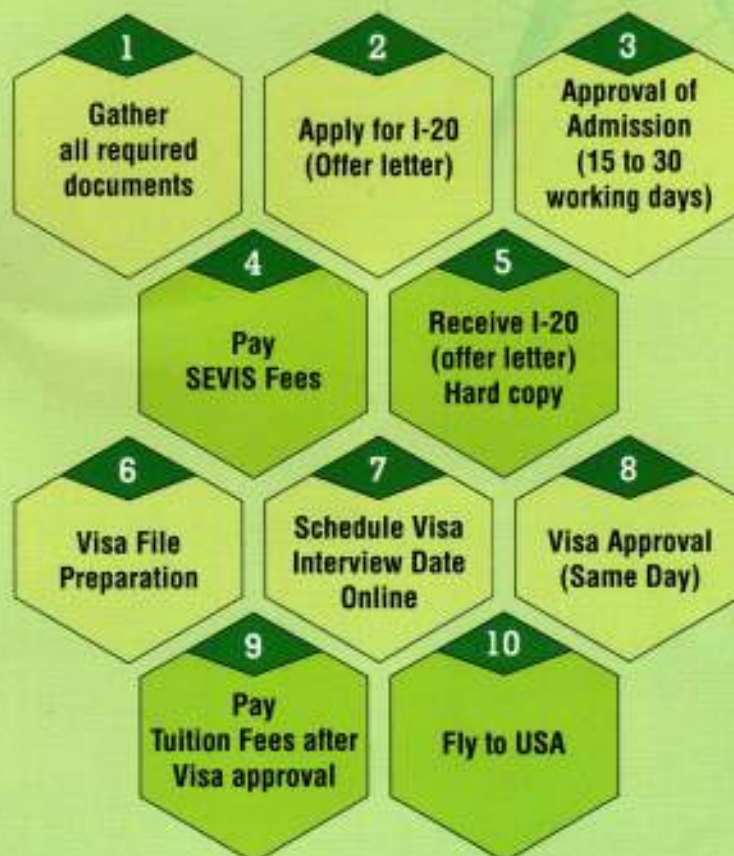 1
Gather
all required
documents
2
Apply for I-20
(Offer letter)
3
Approval of
Admission
(15 to 30
working days)
4
Pay
SEVIS Fees
5
Receive I-20
(offer letter)
Hard copy
6
Visa File
Preparation
7
Schedule Visa
Interview Date
Online
8
Visa Approval
(Same Day)
9
Pay
Tuition Fees after
Visa approval
10
Fly to USA